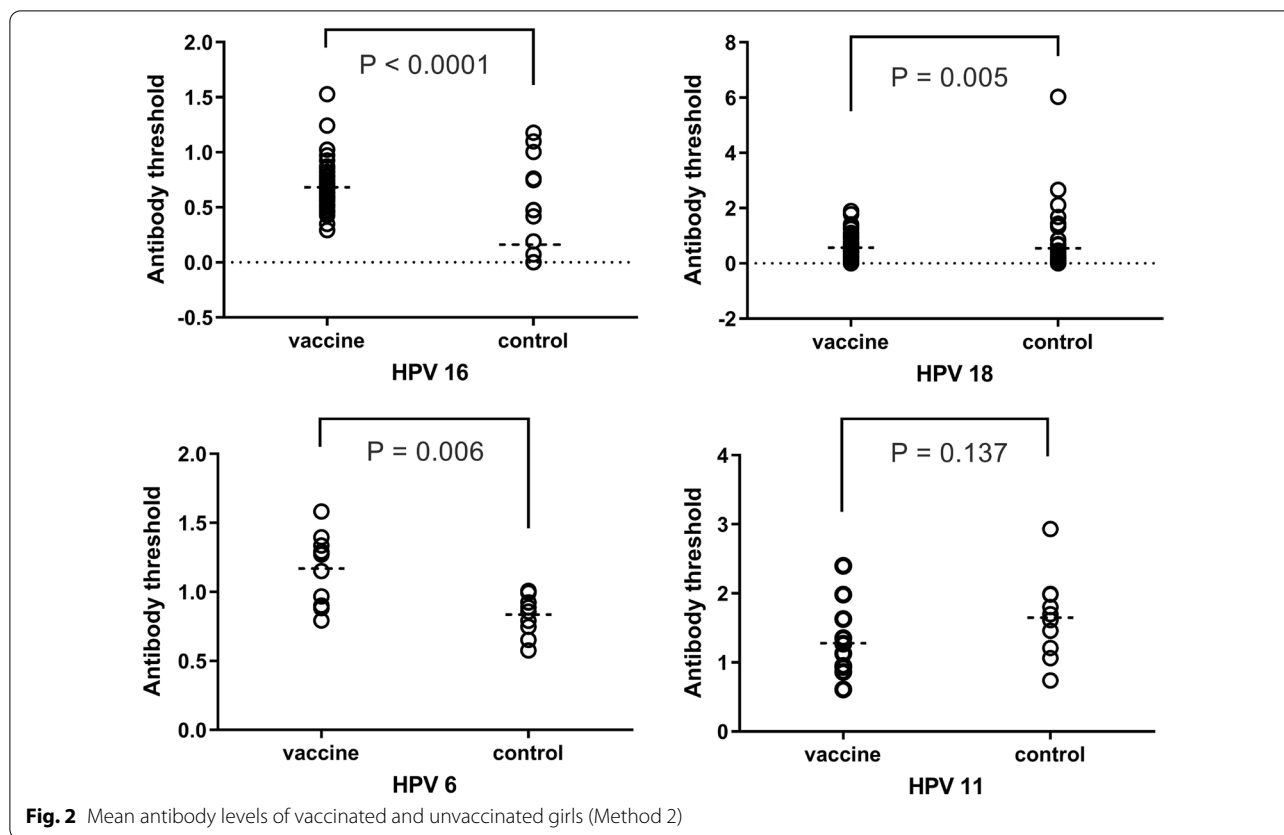 P < 0.0001
Antibody threshold
2.0
1.5
1.0
0.5
0.0
-0.5
vaccine control
HPV 16
P = 0.005
Antibody threshold
8
6
4
2
0
-2
vaccine control
HPV 18
P = 0.006
Antibody threshold
2.0
1.5
1.0
0.5
0.0
vaccine control
HPV 6
P = 0.137
Antibody threshold
4
3
2
1
0
vaccine control
HPV 11
Fig. 2 Mean antibody levels of vaccinated and unvaccinated girls (Method 2)